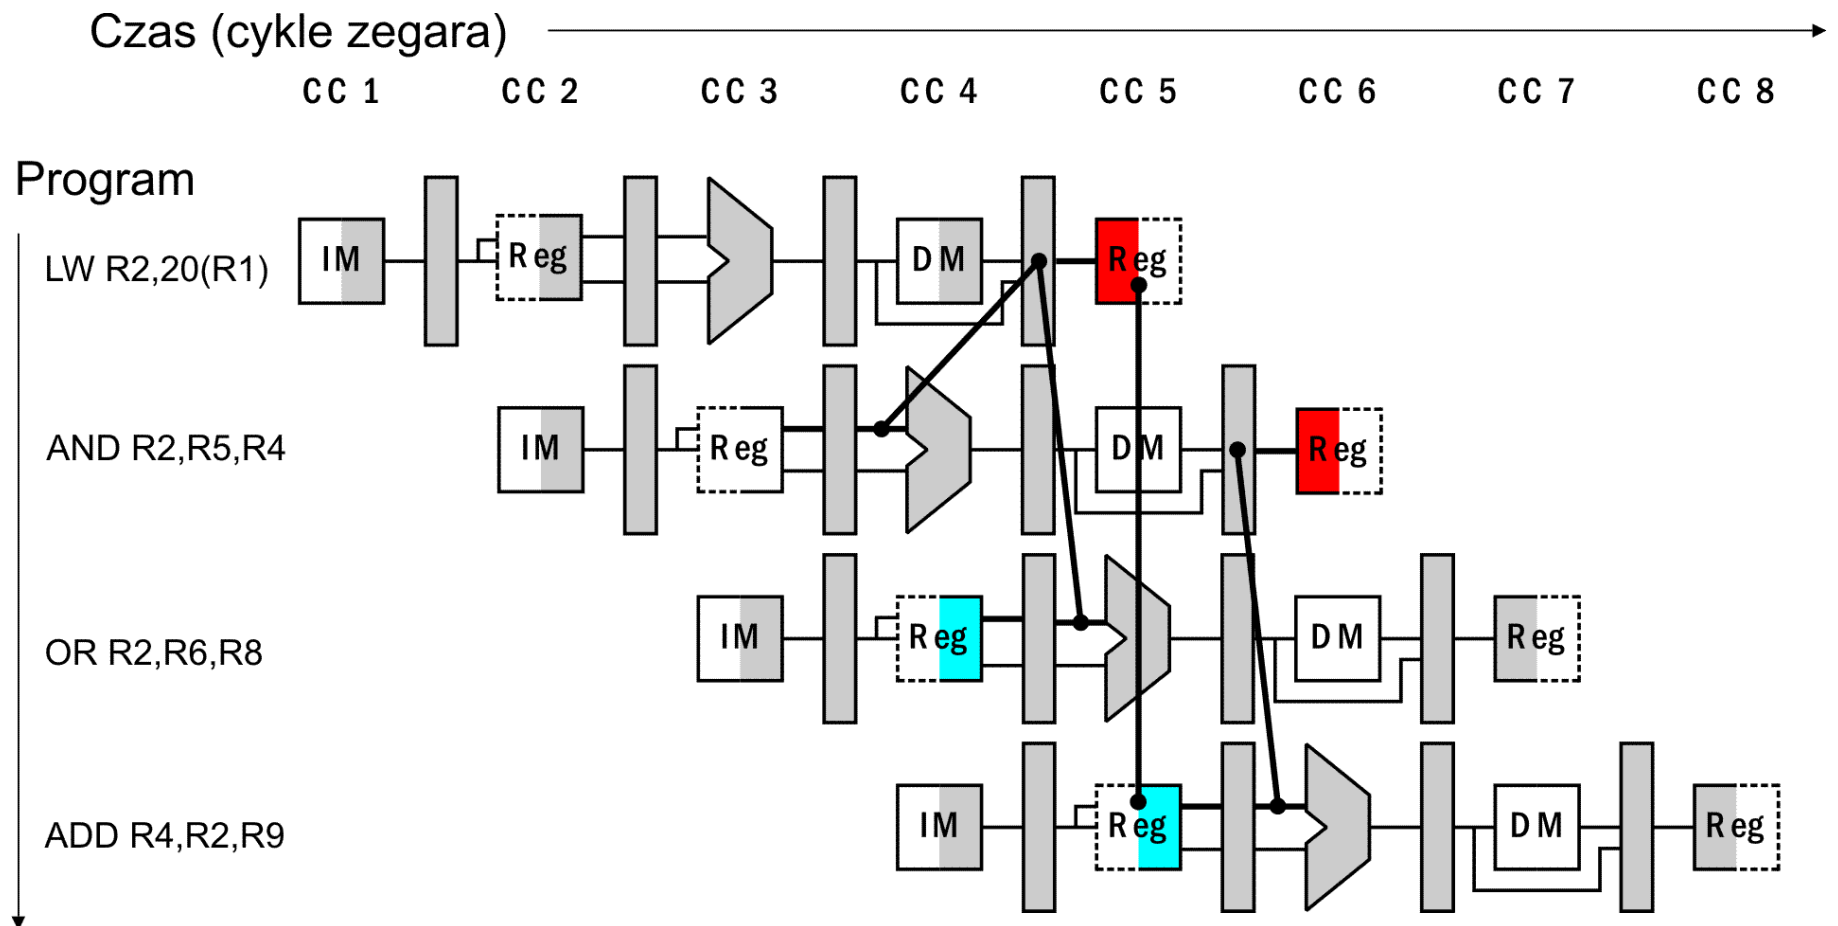 Czas (cykle zegara)
CC 1 CC 2 CC 3 CC 4 CC 5 CC 6 CC 7 CC 8
Program
LW R2,20(R1) IM Reg DM Reg
AND R2,R5,R4 IM Reg DM Reg
OR R2,R6,R8 IM Reg DM Reg
ADD R4,R2,R9 IM Reg DM Reg